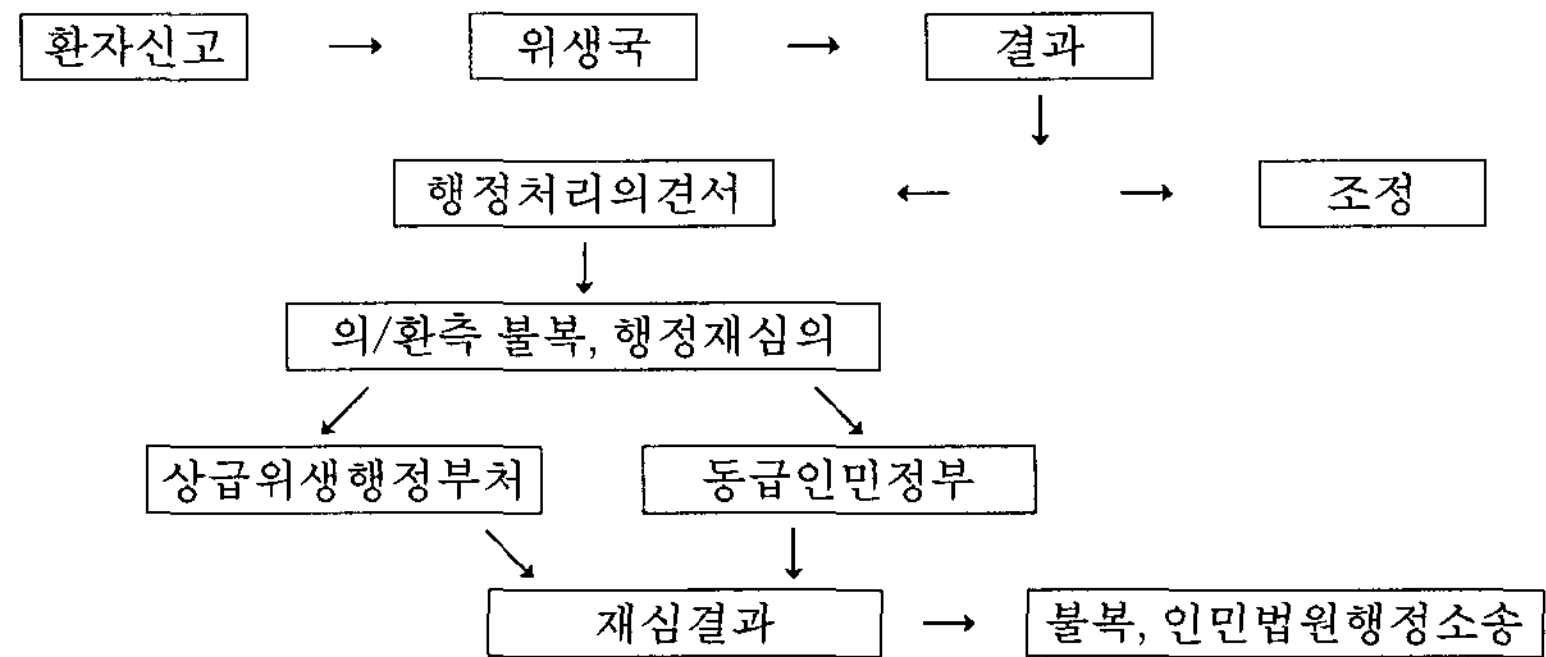 환자신고 → 위생국 → 결과
↓
행정처리의견서 ← → 조정
↓
의/환측 불복, 행정재심의
↙ ↘
상급위생행정부처 동급인민정부
↘ ↓
재심결과 → 불복, 인민법원행정소송